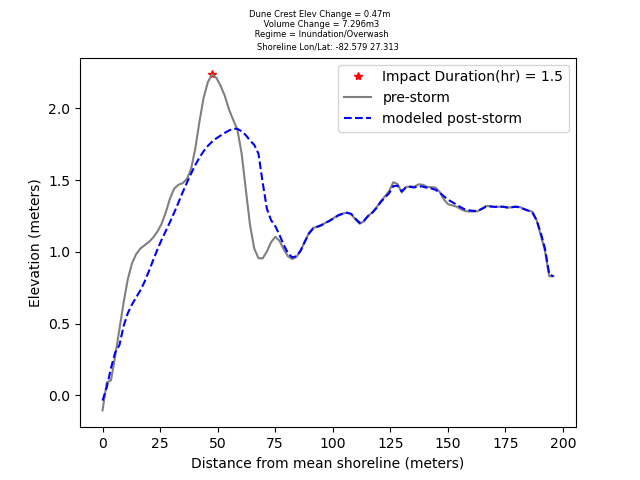 Dune Crest Elev Change = 0.47m
Volume Change = 7.296m3
Regime = Inundation/Overwash
Shoreline Lon/Lat: -82.579 27.313
Impact Duration(hr) = 1.5
pre-storm
modeled post-storm
Elevation (meters)
2.0
1.5
1.0
0.5
0.0
0 25 50 75 100 125 150 175 200
Distance from mean shoreline (meters)